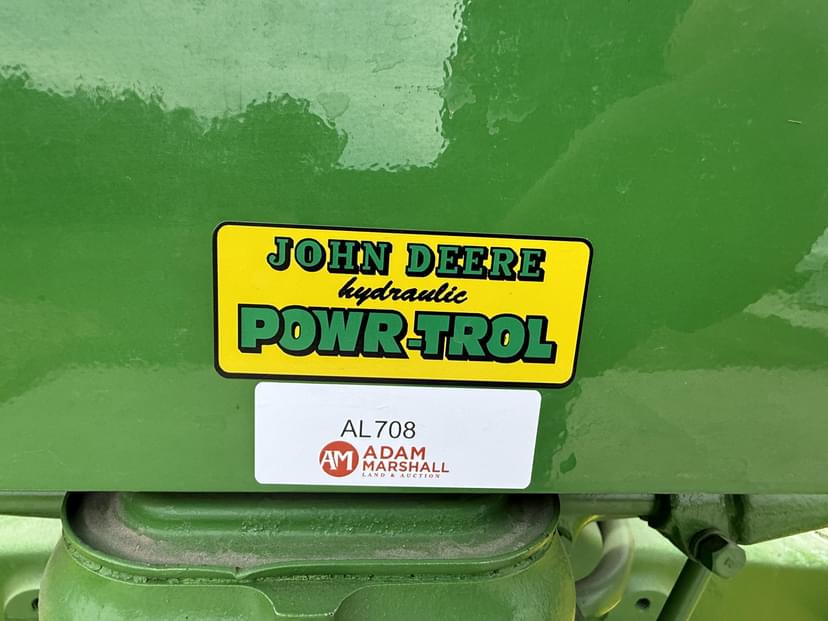 JOHN DEERE
hydraulic
POWR-TROL
AL708
AM ADAM
MARSHALL
LAND & AUCTION